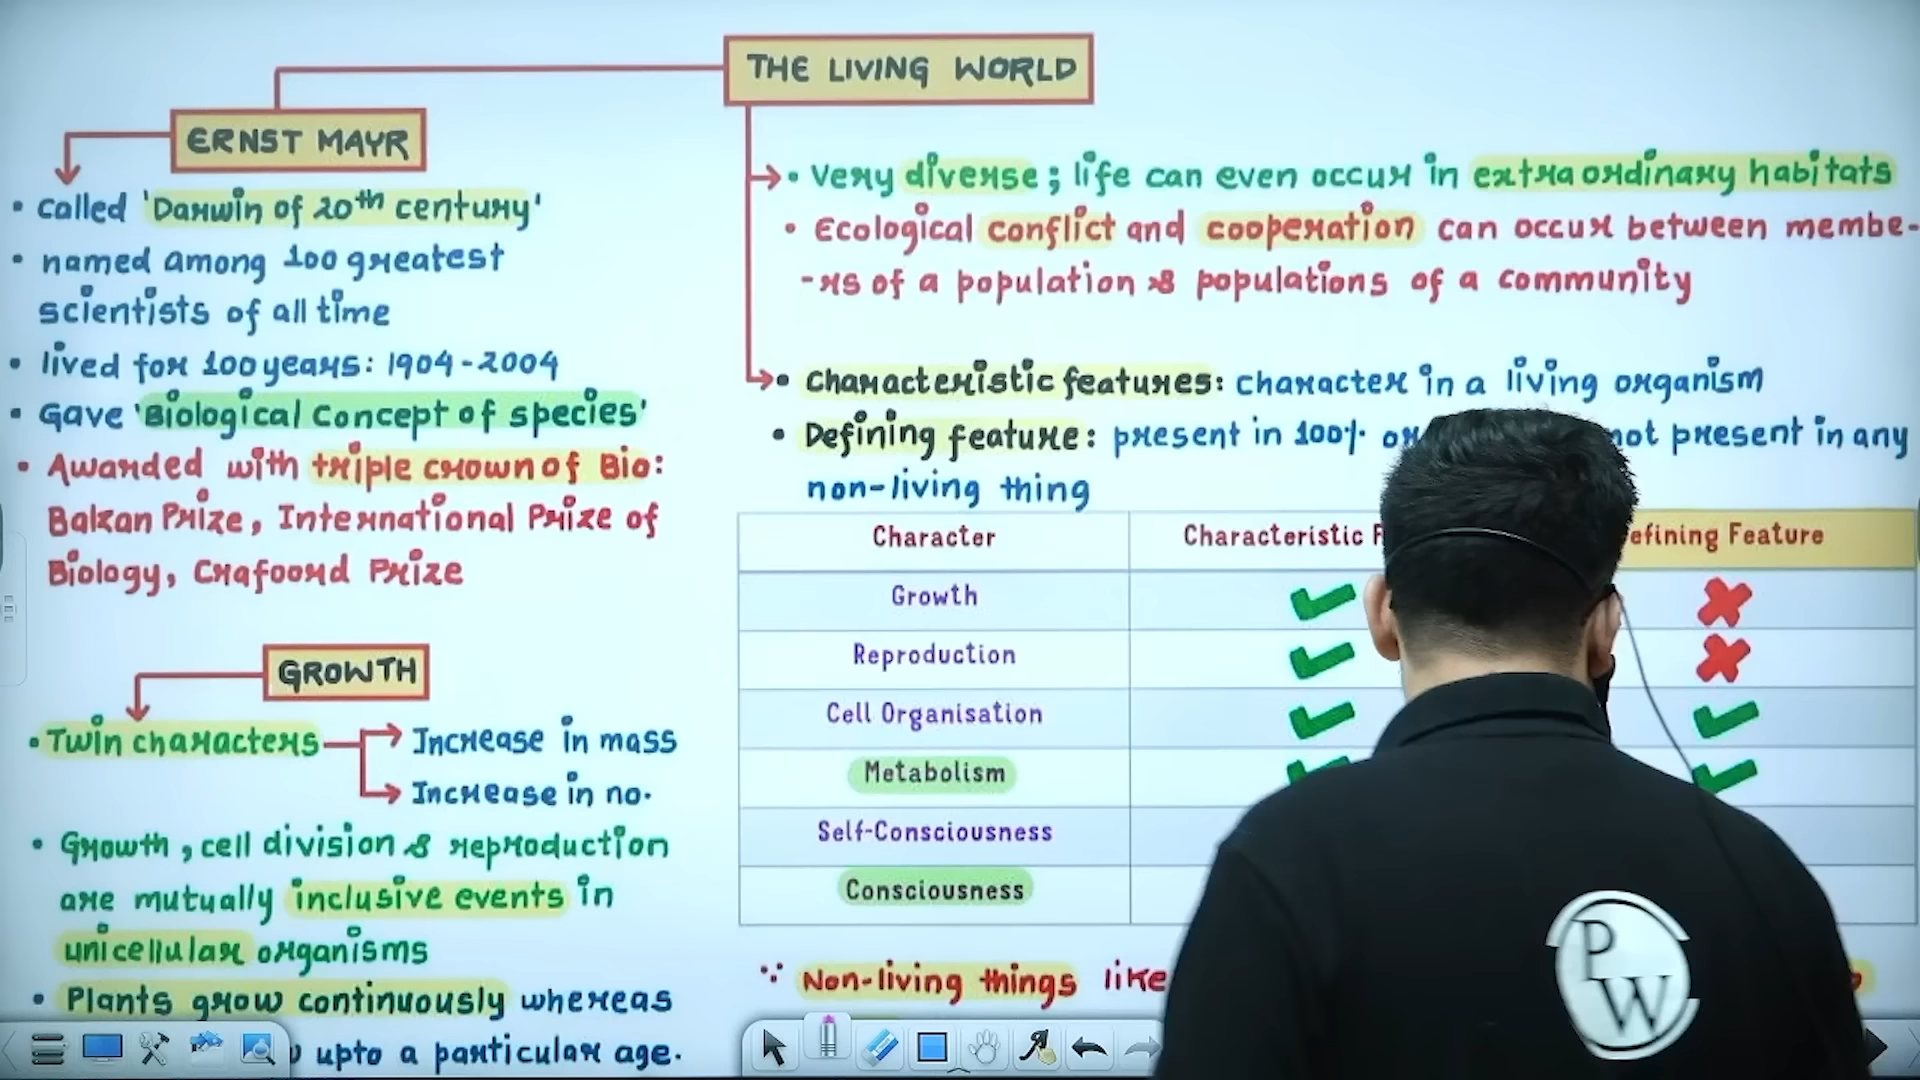 THE LIVING WORLD
ERNST MAYR
• called 'Darwin of 20th century'
• named among 100 greatest
scientists of all time
• lived for 100 years: 1904-2004
• Gave 'Biological Concept of species'
• Awarded with triple crown of Bio:
Balzan Prize, International Prize of
Biology, Crafoord Prize
GROWTH
• Twin characters
Increase in mass
Increase in no.
• Growth, cell division & reproduction
are mutually inclusive events in
unicellular organisms
• Plants grow continuously whereas
upto a particular age.
• Very diverse; life can even occur in extraordinary habitats
• Ecological conflict and cooperation can occur between membe-
-rs of a population & populations of a community
• Characteristic features: character in a living organism
• Defining feature: present in 100% not present in any
non-living thing
Character Characteristic F efining Feature
Growth ✔ ✖
Reproduction ✔ ✖
Cell Organisation ✔ ✔
Metabolism ✔ ✔
Self-Consciousness
Consciousness
∵ Non-living things like
PW